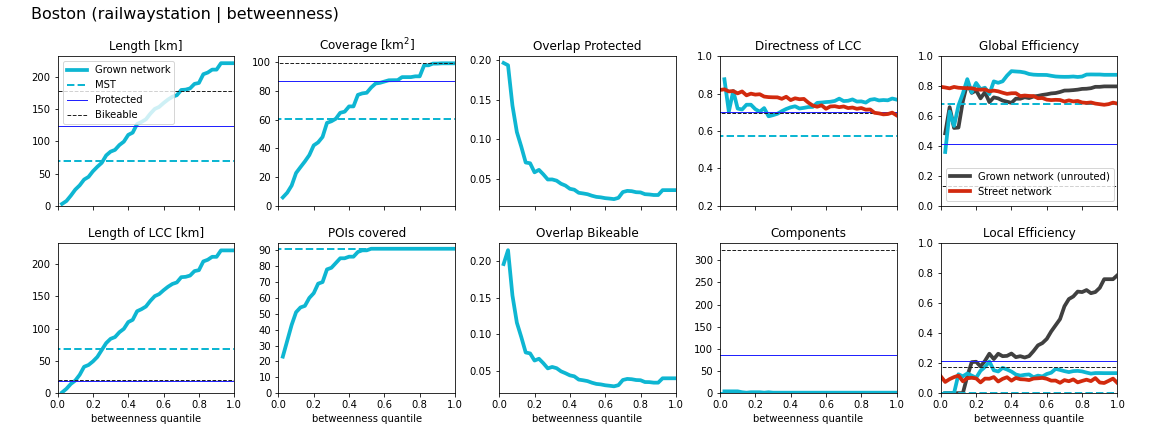 Boston (railwaystation | betweenness)
Length [km]
Coverage [km²]
Overlap Protected
Directness of LCC
Global Efficiency
200
150
100
50
0
Grown network
MST
Protected
Bikeable
100
80
60
40
20
0
0.20
0.15
0.10
0.05
1.0
0.8
0.6
0.4
0.2
1.0
0.8
0.6
0.4
0.2
0.0
Grown network (unrouted)
Street network
Length of LCC [km]
POIs covered
Overlap Bikeable
Components
Local Efficiency
200
150
100
50
0
0.0 0.2 0.4 0.6 0.8 1.0
betweenness quantile
90
80
70
60
50
40
30
20
10
0
0.0 0.2 0.4 0.6 0.8 1.0
betweenness quantile
0.20
0.15
0.10
0.05
0.0 0.2 0.4 0.6 0.8 1.0
betweenness quantile
300
250
200
150
100
50
0
0.0 0.2 0.4 0.6 0.8 1.0
betweenness quantile
1.0
0.8
0.6
0.4
0.2
0.0
0.0 0.2 0.4 0.6 0.8 1.0
betweenness quantile